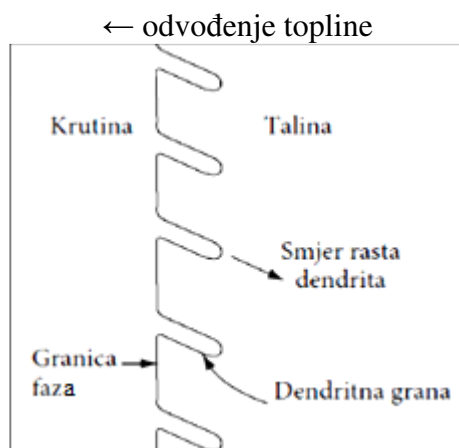 ← odvođenje topline
Krutina
Talina
Smjer rasta
dendrita
Granica
faza
Dendritna grana